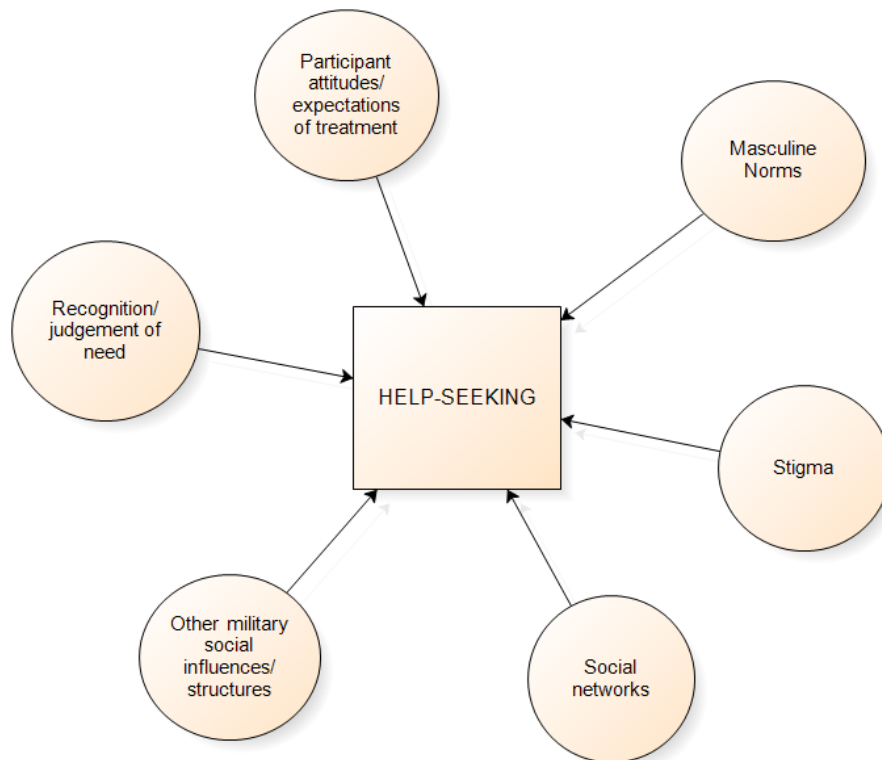 Participant
attitudes/
expectations
of treatment
Masculine
Norms
Recognition/
judgement of
need
HELP-SEEKING
Stigma
Other military
social
influences/
structures
Social
networks